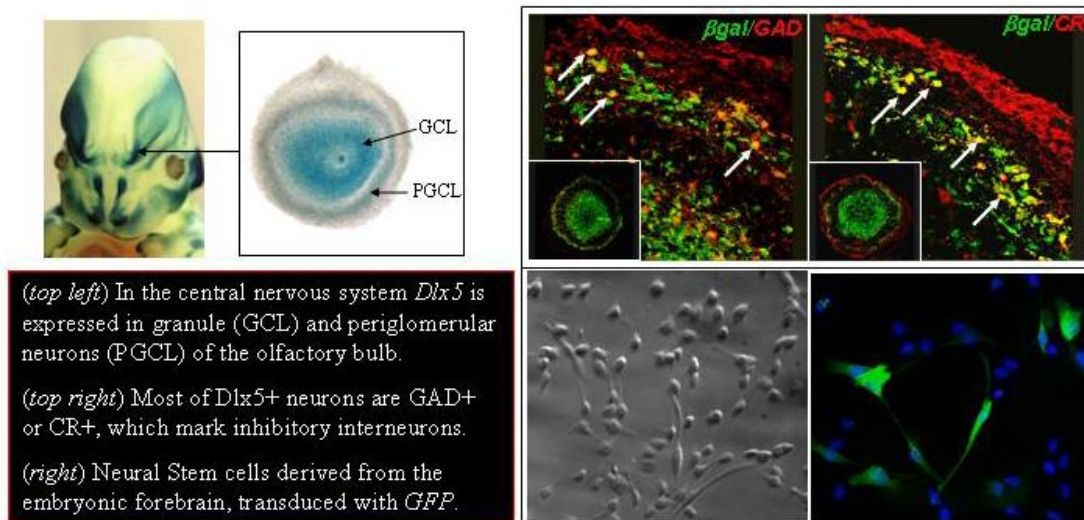 GCL
PGCL
βgal/GAD
βgal/CR
(top left) In the central nervous system Dlx5 is
expressed in granule (GCL) and periglomerular
neurons (PGCL) of the olfactory bulb.
(top right) Most of Dlx5+ neurons are GAD+
or CR+, which mark inhibitory interneurons.
(right) Neural Stem cells derived from the
embryonic forebrain, transduced with GFP.